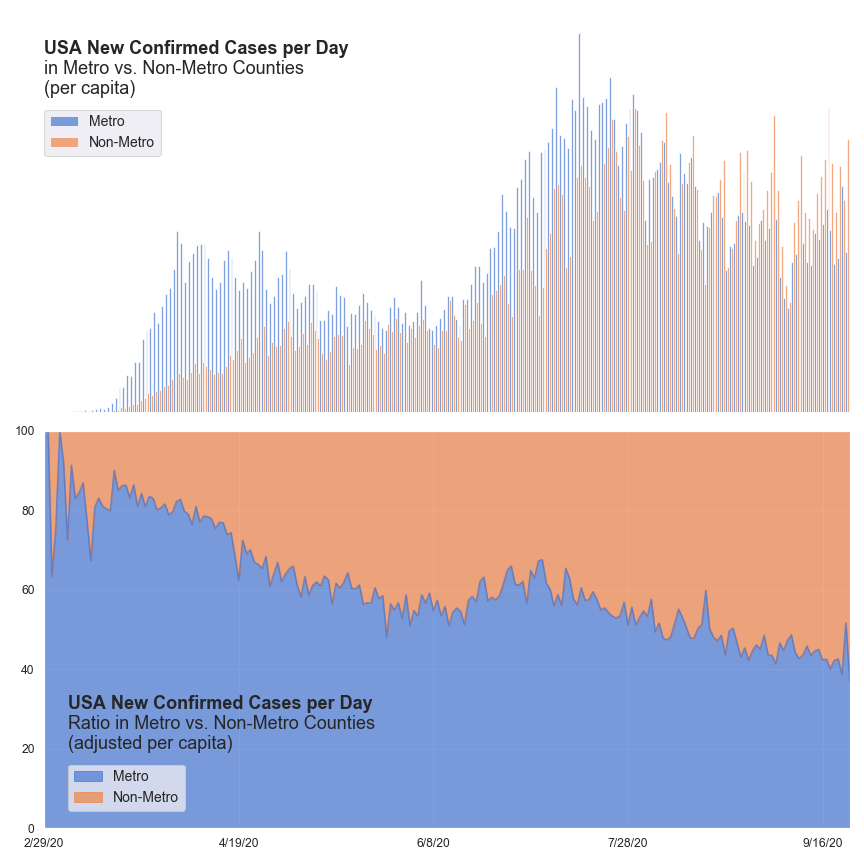 USA New Confirmed Cases per Day
in Metro vs. Non-Metro Counties
(per capita)
Metro
Non-Metro
100
80
60
40
20
0
USA New Confirmed Cases per Day
Ratio in Metro vs. Non-Metro Counties
(adjusted per capita)
Metro
Non-Metro
2/29/20 4/19/20 6/8/20 7/28/20 9/16/20